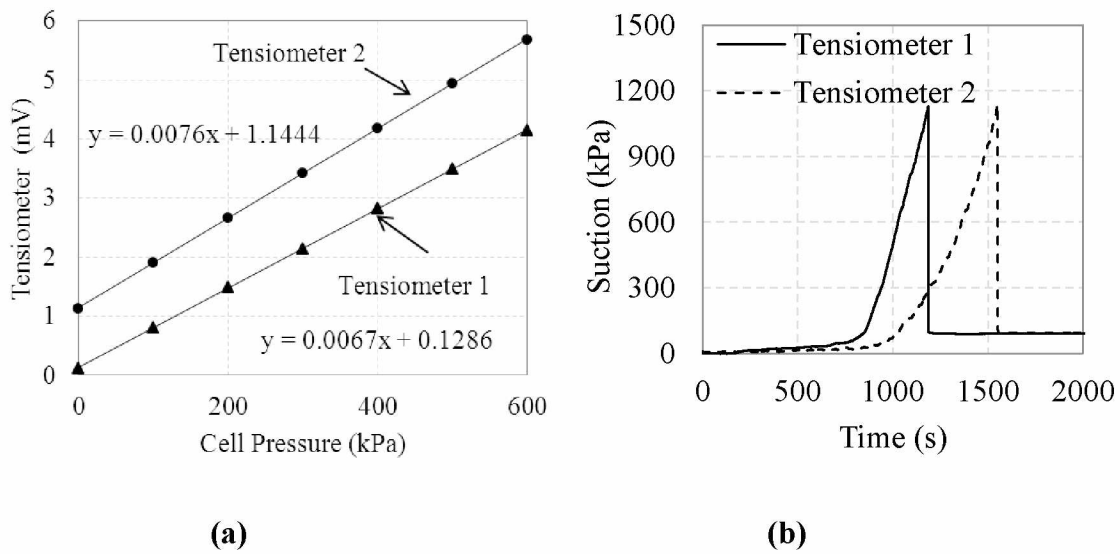 6
5
4
3
2
1
0
Tensiometer (mV)
Tensiometer 2
y = 0.0076x + 1.1444
Tensiometer 1
y = 0.0067x + 0.1286
0 200 400 600
Cell Pressure (kPa)
(a)
1500
1200
900
600
300
0
Suction (kPa)
Tensiometer 1
Tensiometer 2
0 500 1000 1500 2000
Time (s)
(b)